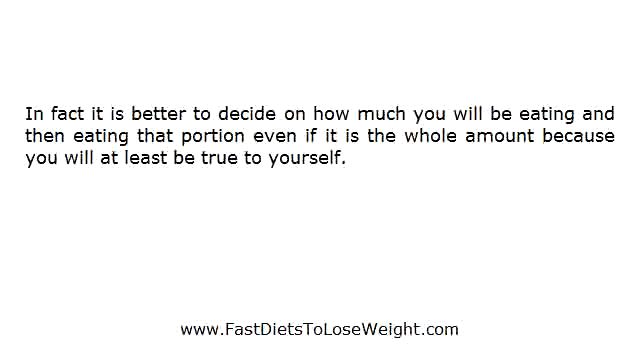 In fact it is better to decide on how much you will be eating and
then eating that portion even if it is the whole amount because
you will at least be true to yourself.
www.FastDietsToLoseWeight.com